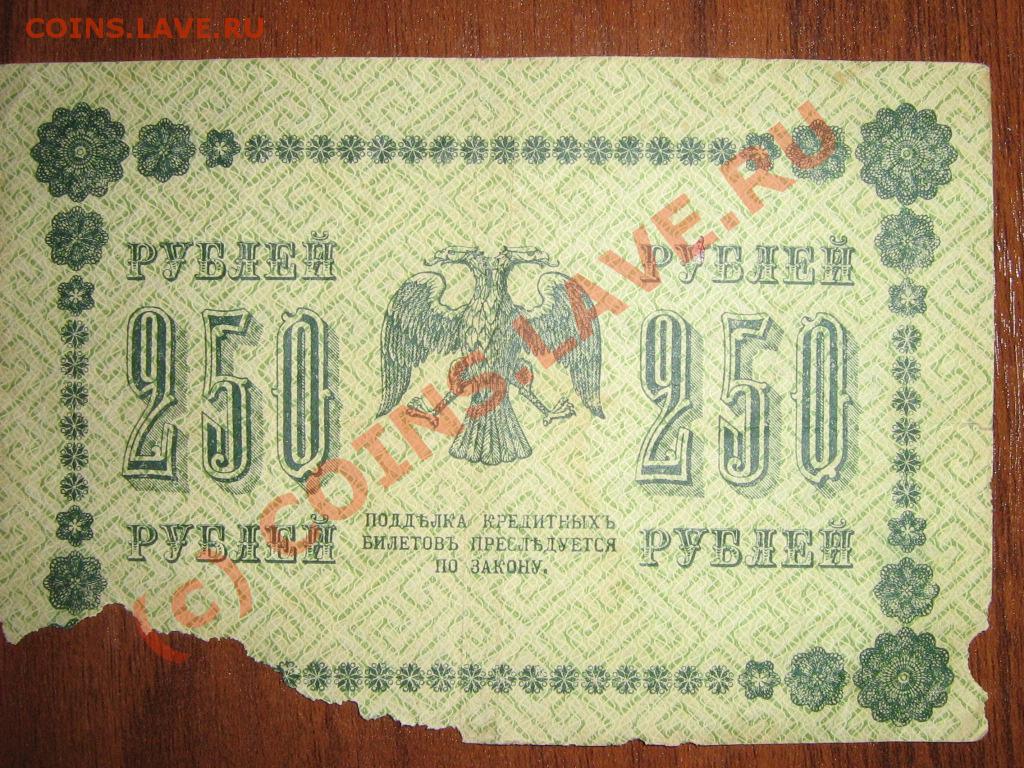 COINS.LAVE.RU
РУБЛЕЙ
РУБЛЕЙ
250
250
РУБЛЕЙ
РУБЛЕЙ
ПОДДѢЛКА КРЕДИТНЫХЪ
БИЛЕТОВЪ ПРЕСЛѢДУЕТСЯ
ПО ЗАКОНУ.
(c) COINS.LAVE.RU